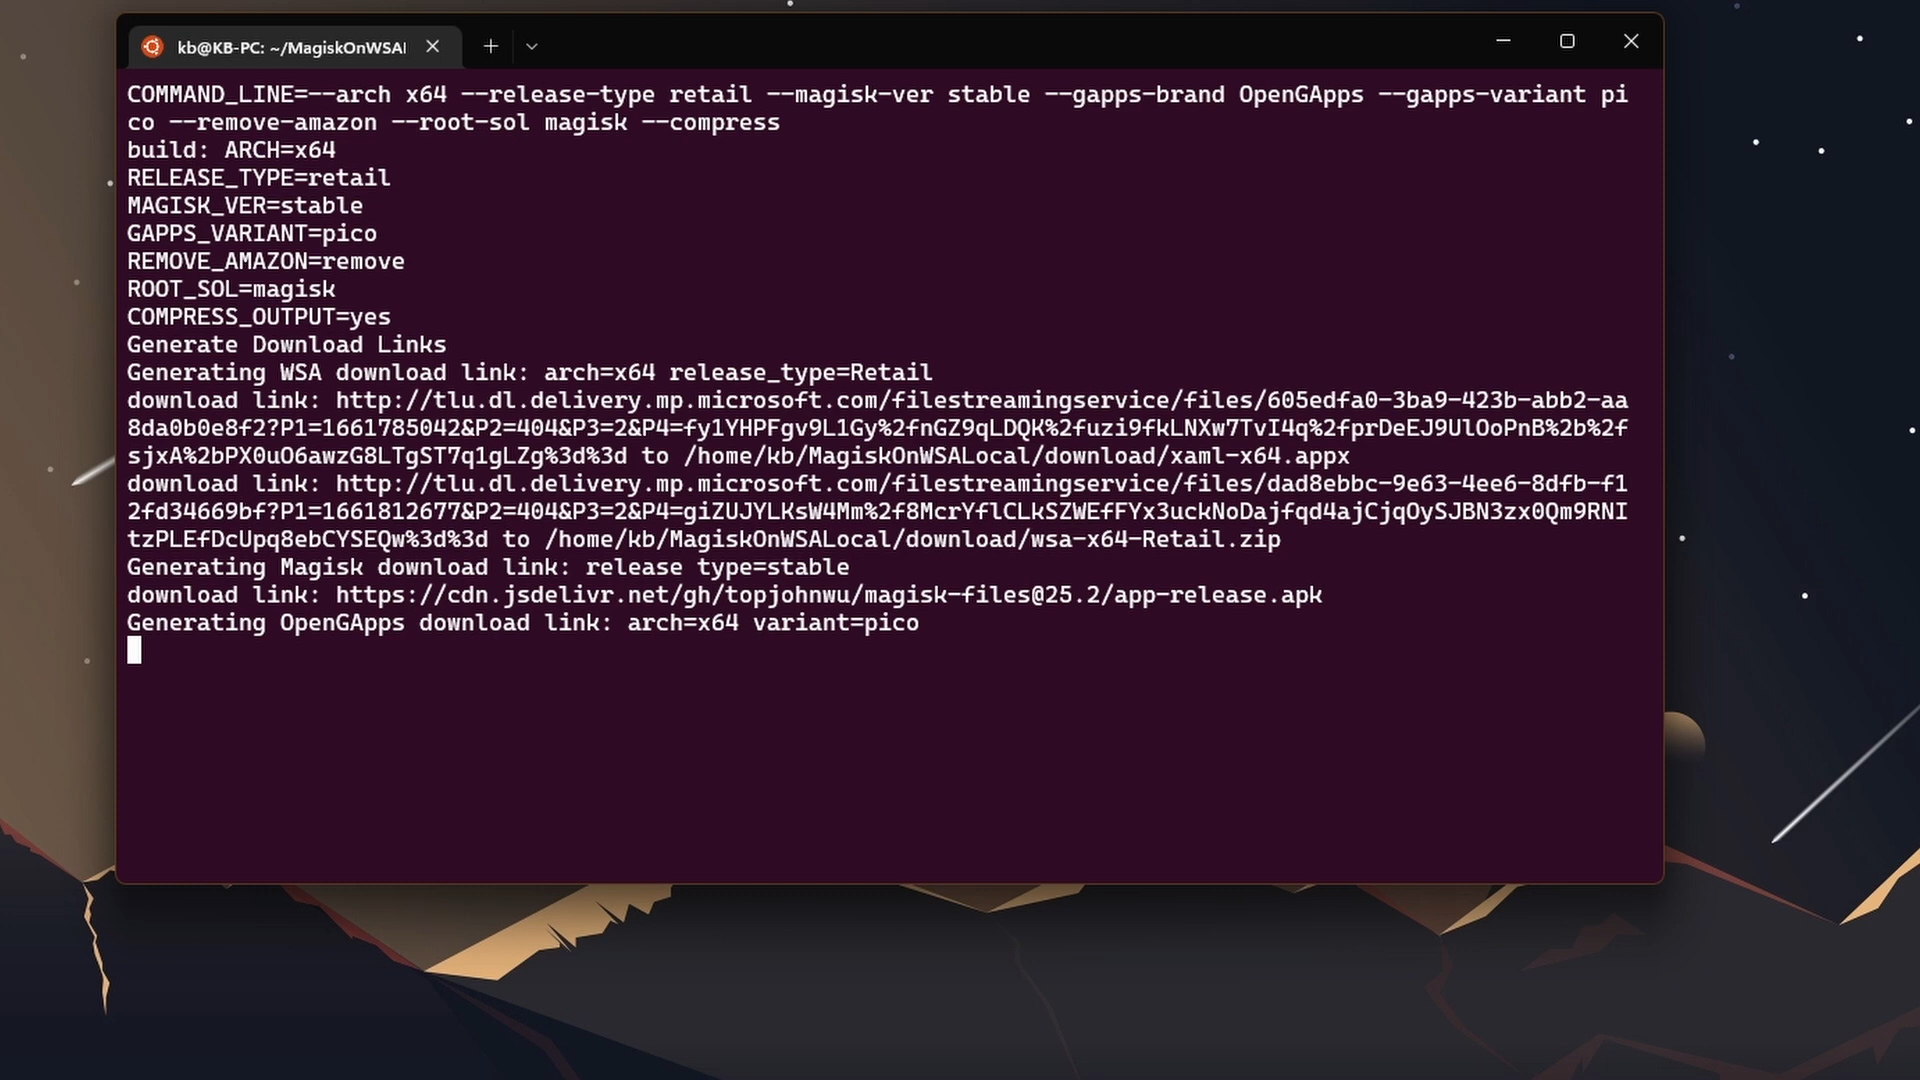 kb@KB-PC: ~/MagiskOnWSAl
COMMAND_LINE=--arch x64 --release-type retail --magisk-ver stable --gapps-brand OpenGApps --gapps-variant pi
co --remove-amazon --root-sol magisk --compress
build: ARCH=x64
RELEASE_TYPE=retail
MAGISK_VER=stable
GAPPS_VARIANT=pico
REMOVE_AMAZON=remove
ROOT_SOL=magisk
COMPRESS_OUTPUT=yes
Generate Download Links
Generating WSA download link: arch=x64 release_type=Retail
download link: http://tlu.dl.delivery.mp.microsoft.com/filestreamingservice/files/605edfa0-3ba9-423b-abb2-aa
8da0b0e8f2?P1=1661785042&P2=404&P3=2&P4=fy1YHPFgv9L1Gy%2fnGZ9qLDQK%2fuzi9fkLNXw7TvI4q%2fprDeEJ9UlOoPnB%2b%2f
sjxA%2bPX0uO6awzG8LTgST7q1gLZg%3d%3d to /home/kb/MagiskOnWSALocal/download/xaml-x64.appx
download link: http://tlu.dl.delivery.mp.microsoft.com/filestreamingservice/files/dad8ebbc-9e63-4ee6-8dfb-f1
2fd34669bf?P1=1661812677&P2=404&P3=2&P4=giZUJYLKsW4Mm%2f8McrYflCLkSZWEfFYx3uckNoDajfqd4ajCjqOySJBN3zx0Qm9RNI
tzPLEfDcUpq8ebCYSEQw%3d%3d to /home/kb/MagiskOnWSALocal/download/wsa-x64-Retail.zip
Generating Magisk download link: release type=stable
download link: https://cdn.jsdelivr.net/gh/topjohnwu/magisk-files@25.2/app-release.apk
Generating OpenGApps download link: arch=x64 variant=pico